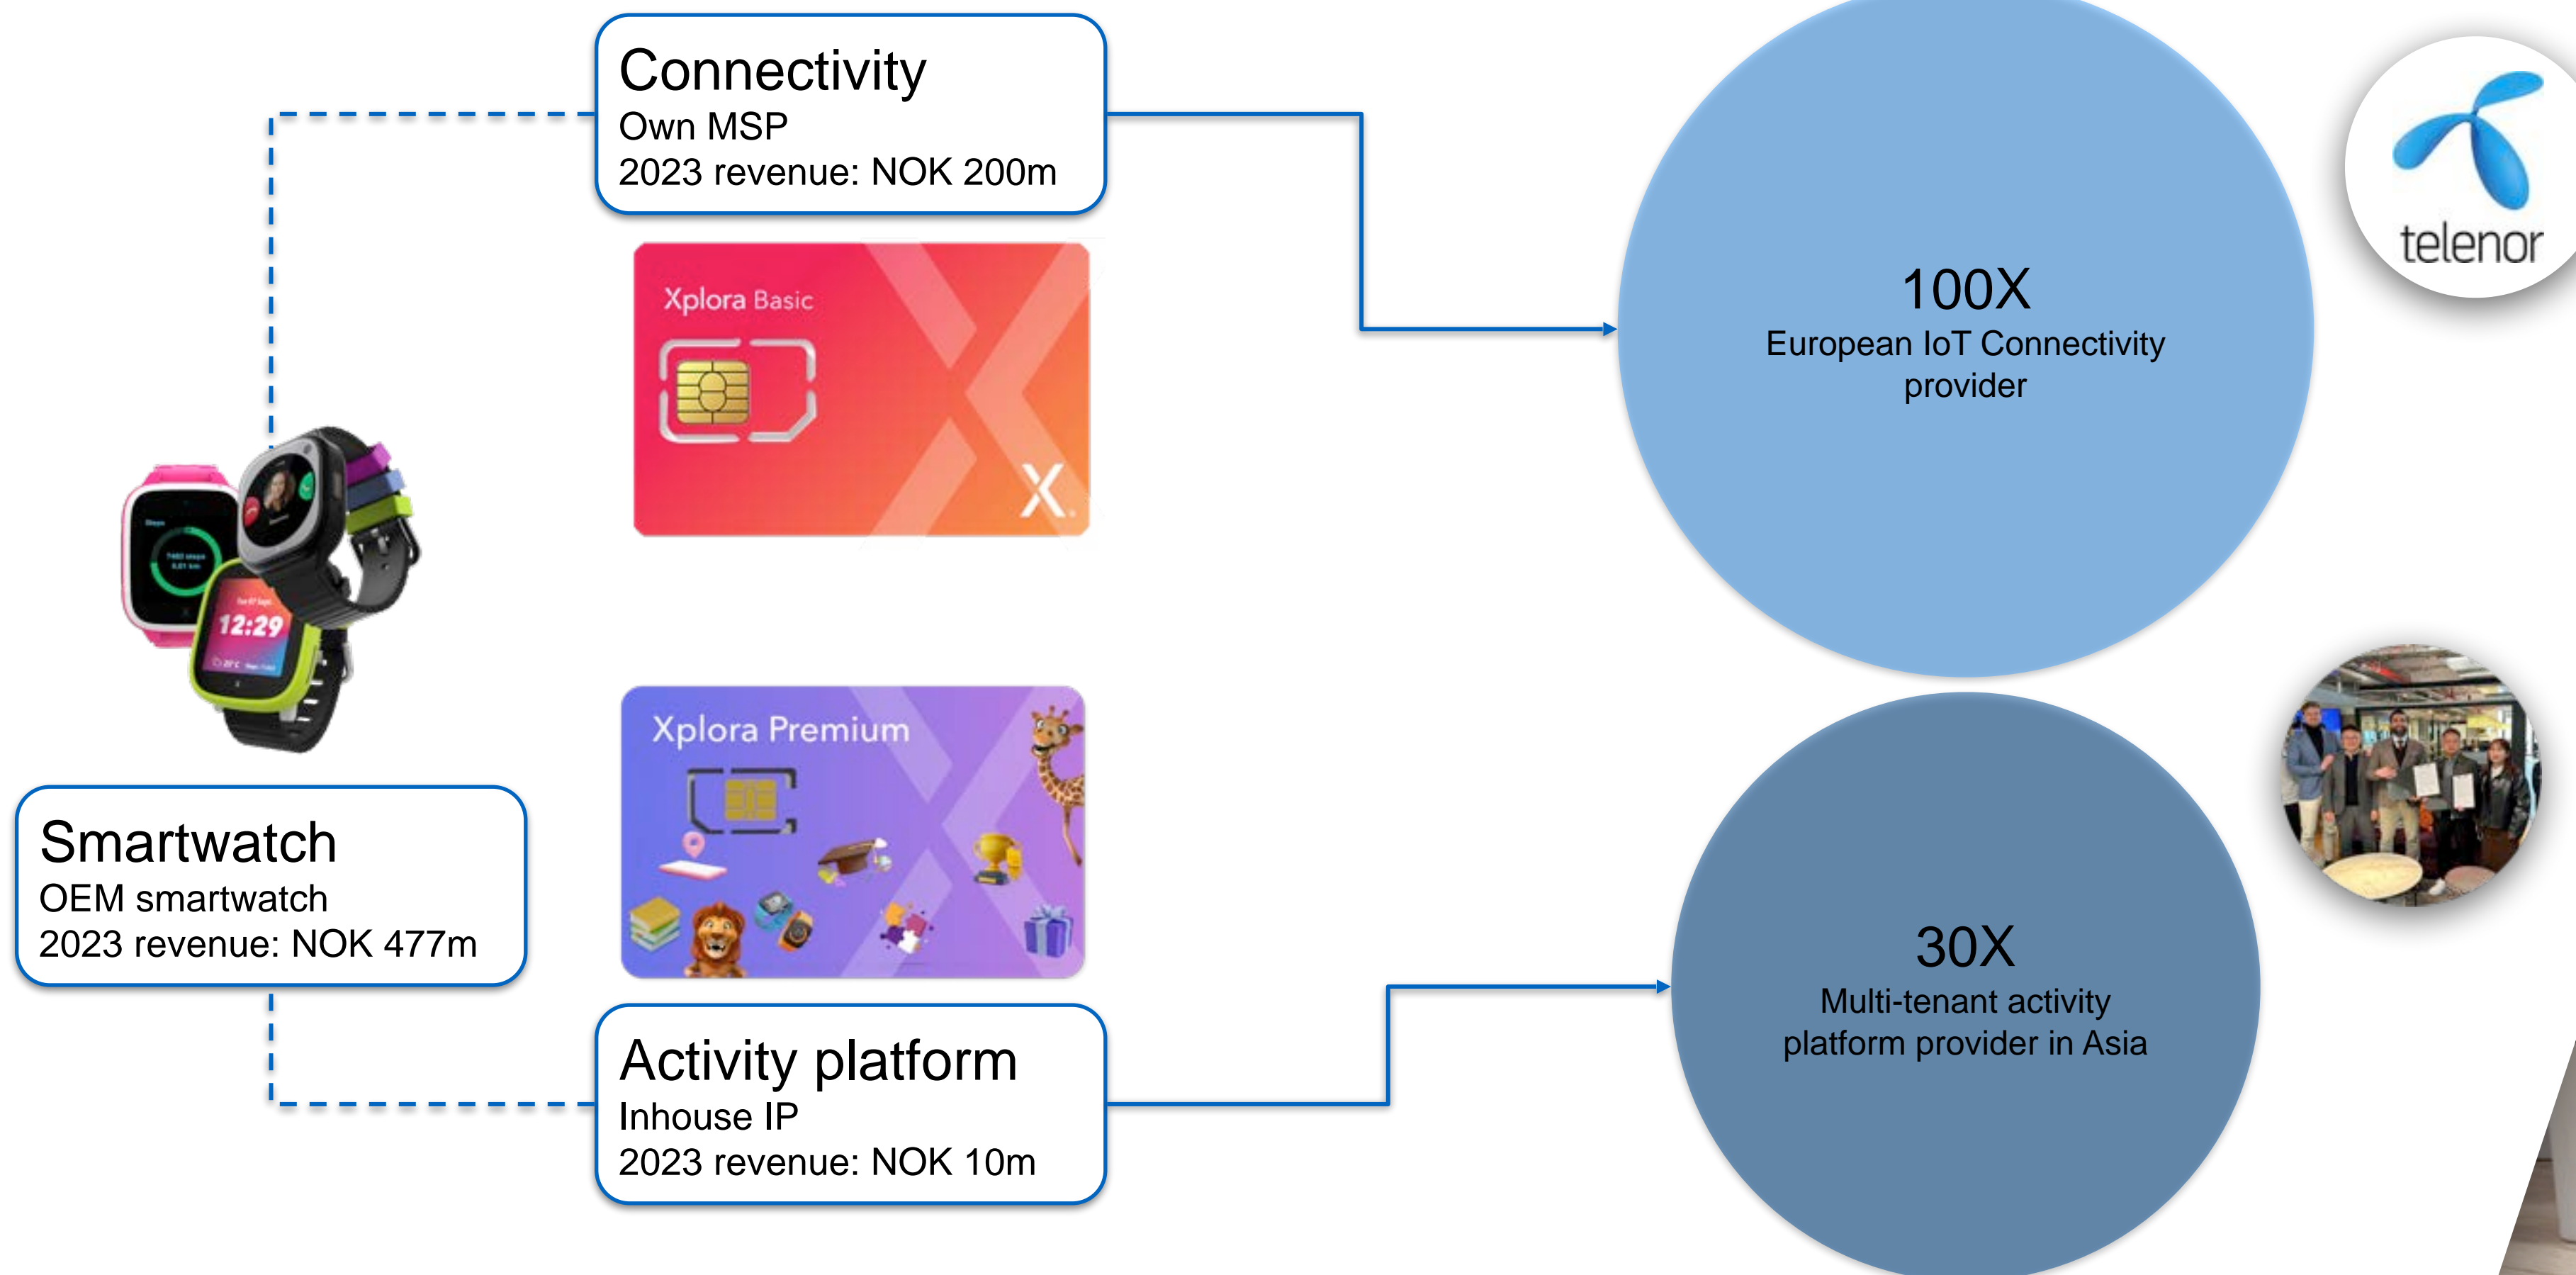 Connectivity
Own MSP
2023 revenue: NOK 200m
Xplora Basic
X
100X
European IoT Connectivity
provider
telenor
12:29
Xplora Premium
Smartwatch
OEM smartwatch
2023 revenue: NOK 477m
Activity platform
Inhouse IP
2023 revenue: NOK 10m
30X
Multi-tenant activity
platform provider in Asia